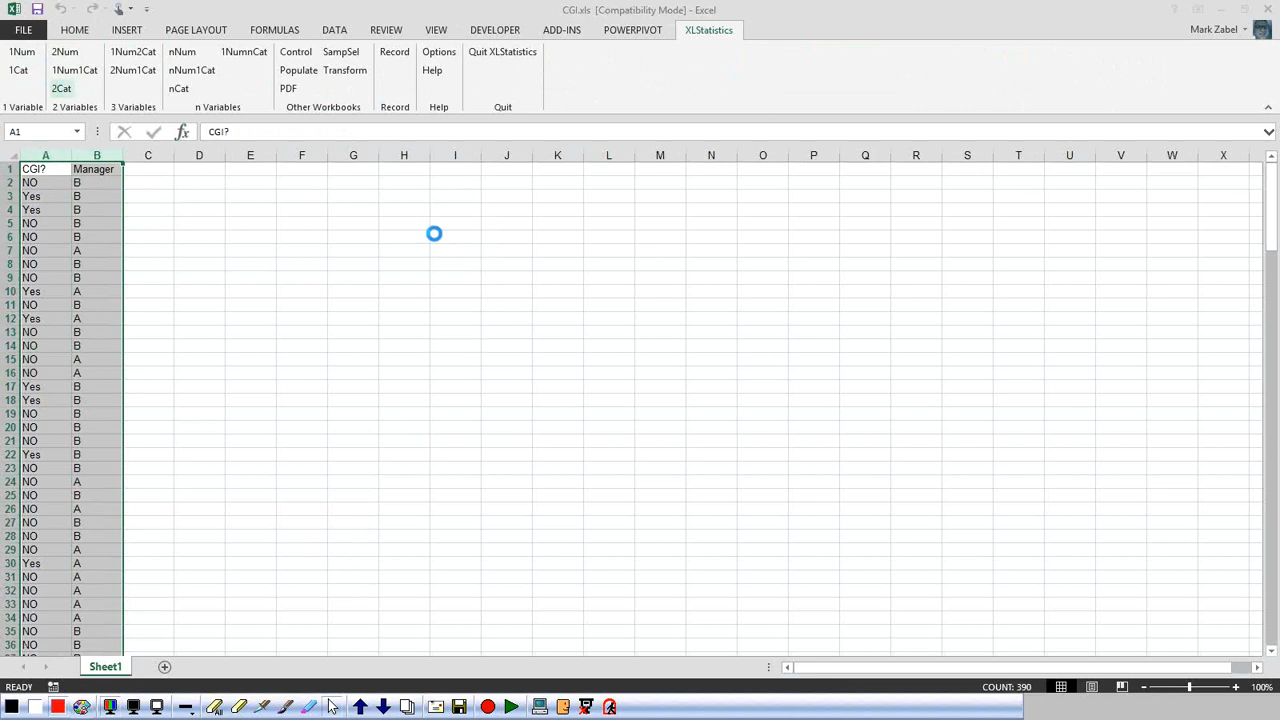 CGI.xls [Compatibility Mode] - Excel
FILE HOME INSERT PAGE LAYOUT FORMULAS DATA REVIEW VIEW DEVELOPER ADD-INS POWERPIVOT XLStatistics Mark Zabel
1Num 2Num 1Num2Cat nNum 1NumnCat Control SampSel Record Options Quit XLStatistics
1Cat 1Num1Cat 2Num1Cat nNum1Cat Populate Transform Help
2Cat nCat PDF
1 Variable 2 Variables 3 Variables n Variables Other Workbooks Record Help Quit
A1 fx CGI?
A B C D E F G H I J K L M N O P Q R S T U V W X
1 CGI? Manager
2 NO B
3 Yes B
4 Yes B
5 NO B
6 NO B
7 NO A
8 NO B
9 NO B
10 Yes A
11 NO B
12 Yes A
13 NO B
14 NO B
15 NO A
16 NO A
17 Yes B
18 Yes B
19 NO B
20 NO B
21 NO B
22 Yes B
23 NO B
24 NO A
25 NO B
26 NO A
27 NO B
28 NO B
29 NO A
30 Yes A
31 NO A
32 NO A
33 NO A
34 NO A
35 NO B
36 NO B
Sheet1
READY COUNT: 390 100%